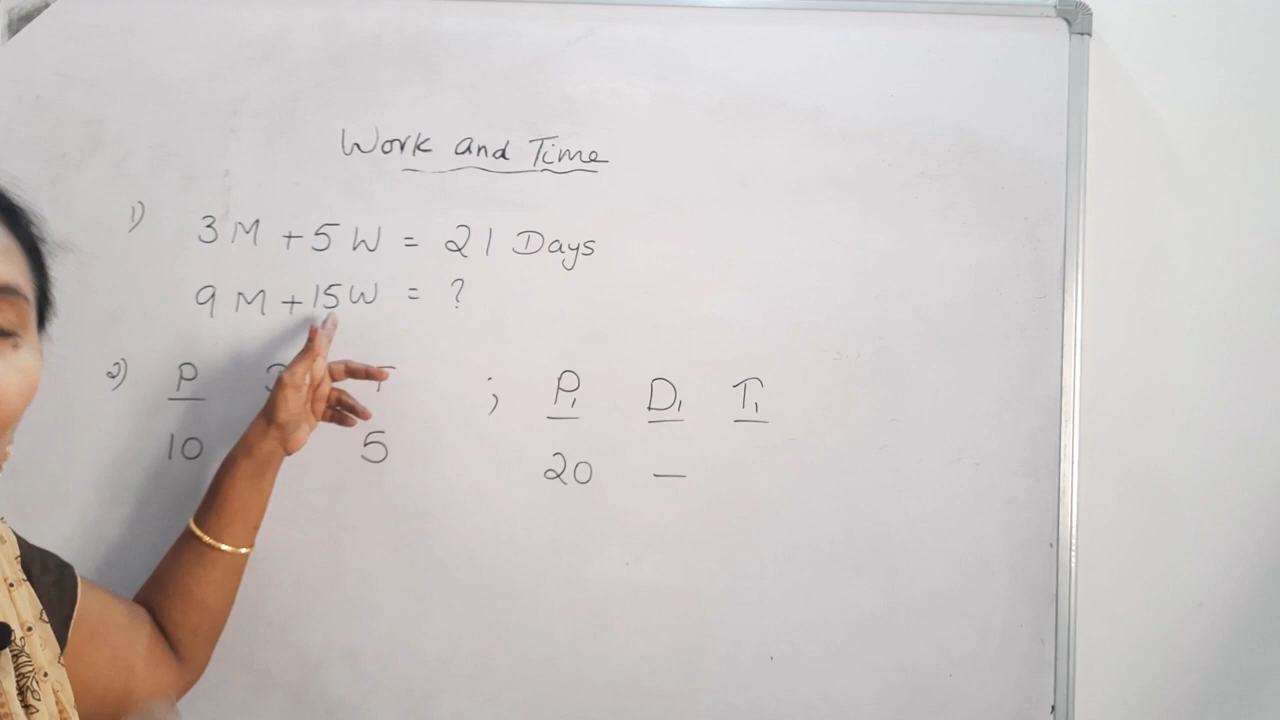 Work and Time
1) 3M + 5W = 21 Days
9M + 15W = ?
2) P T ; P₁ D₁ T₁
10 5 20 —